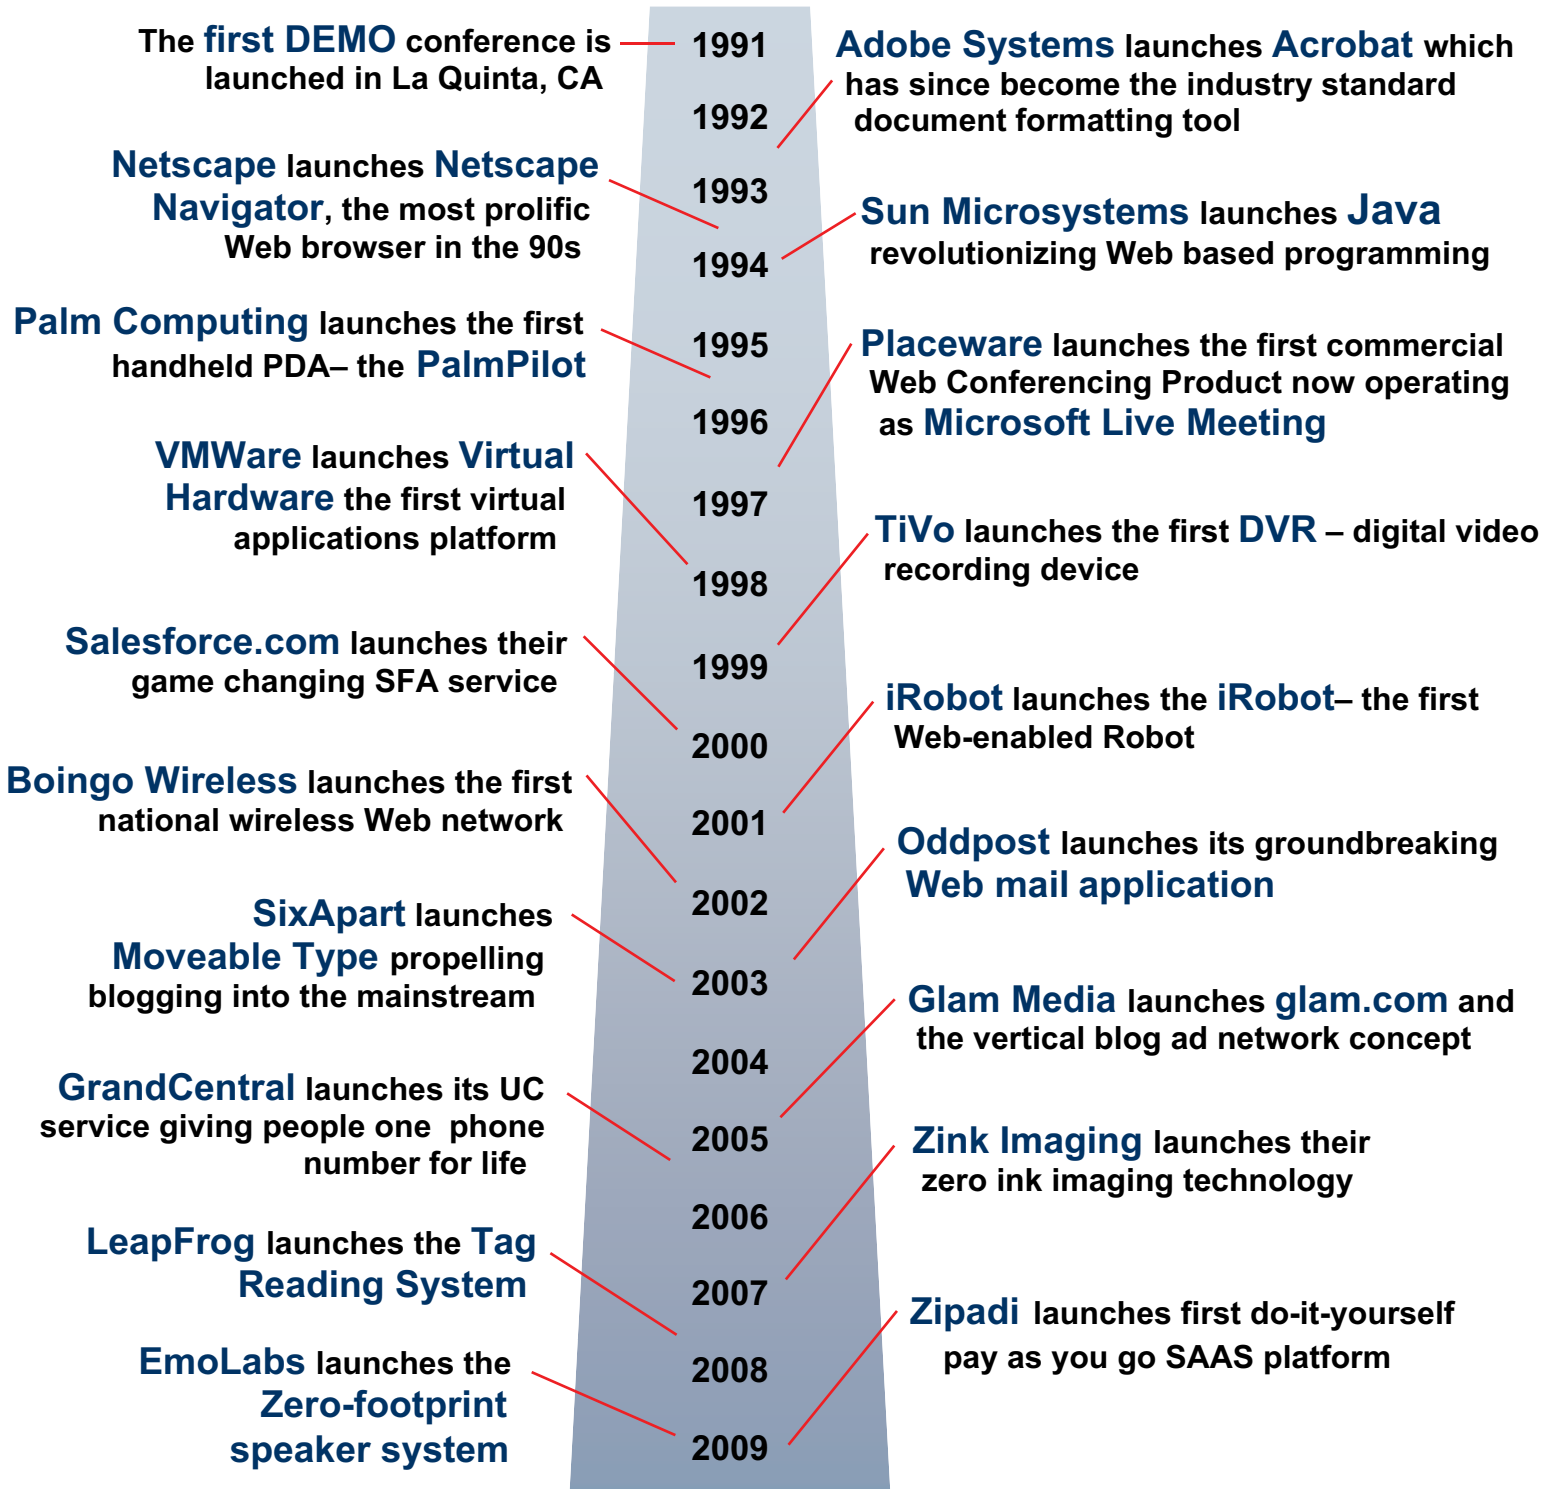 The first DEMO conference is
launched in La Quinta, CA
1991
Adobe Systems launches Acrobat which
has since become the industry standard
document formatting tool
1992
Netscape launches Netscape
Navigator, the most prolific
Web browser in the 90s
1993
Sun Microsystems launches Java
revolutionizing Web based programming
1994
Palm Computing launches the first
handheld PDA– the PalmPilot
1995
Placeware launches the first commercial
Web Conferencing Product now operating
as Microsoft Live Meeting
1996
VMWare launches Virtual
Hardware the first virtual
applications platform
1997
TiVo launches the first DVR – digital video
recording device
1998
Salesforce.com launches their
game changing SFA service
1999
iRobot launches the iRobot– the first
Web-enabled Robot
2000
Boingo Wireless launches the first
national wireless Web network
2001
Oddpost launches its groundbreaking
Web mail application
2002
SixApart launches
Moveable Type propelling
blogging into the mainstream
2003
Glam Media launches glam.com and
the vertical blog ad network concept
2004
GrandCentral launches its UC
service giving people one phone
number for life
2005
Zink Imaging launches their
zero ink imaging technology
2006
LeapFrog launches the Tag
Reading System
2007
Zipadi launches first do-it-yourself
pay as you go SAAS platform
2008
EmoLabs launches the
Zero-footprint
speaker system
2009